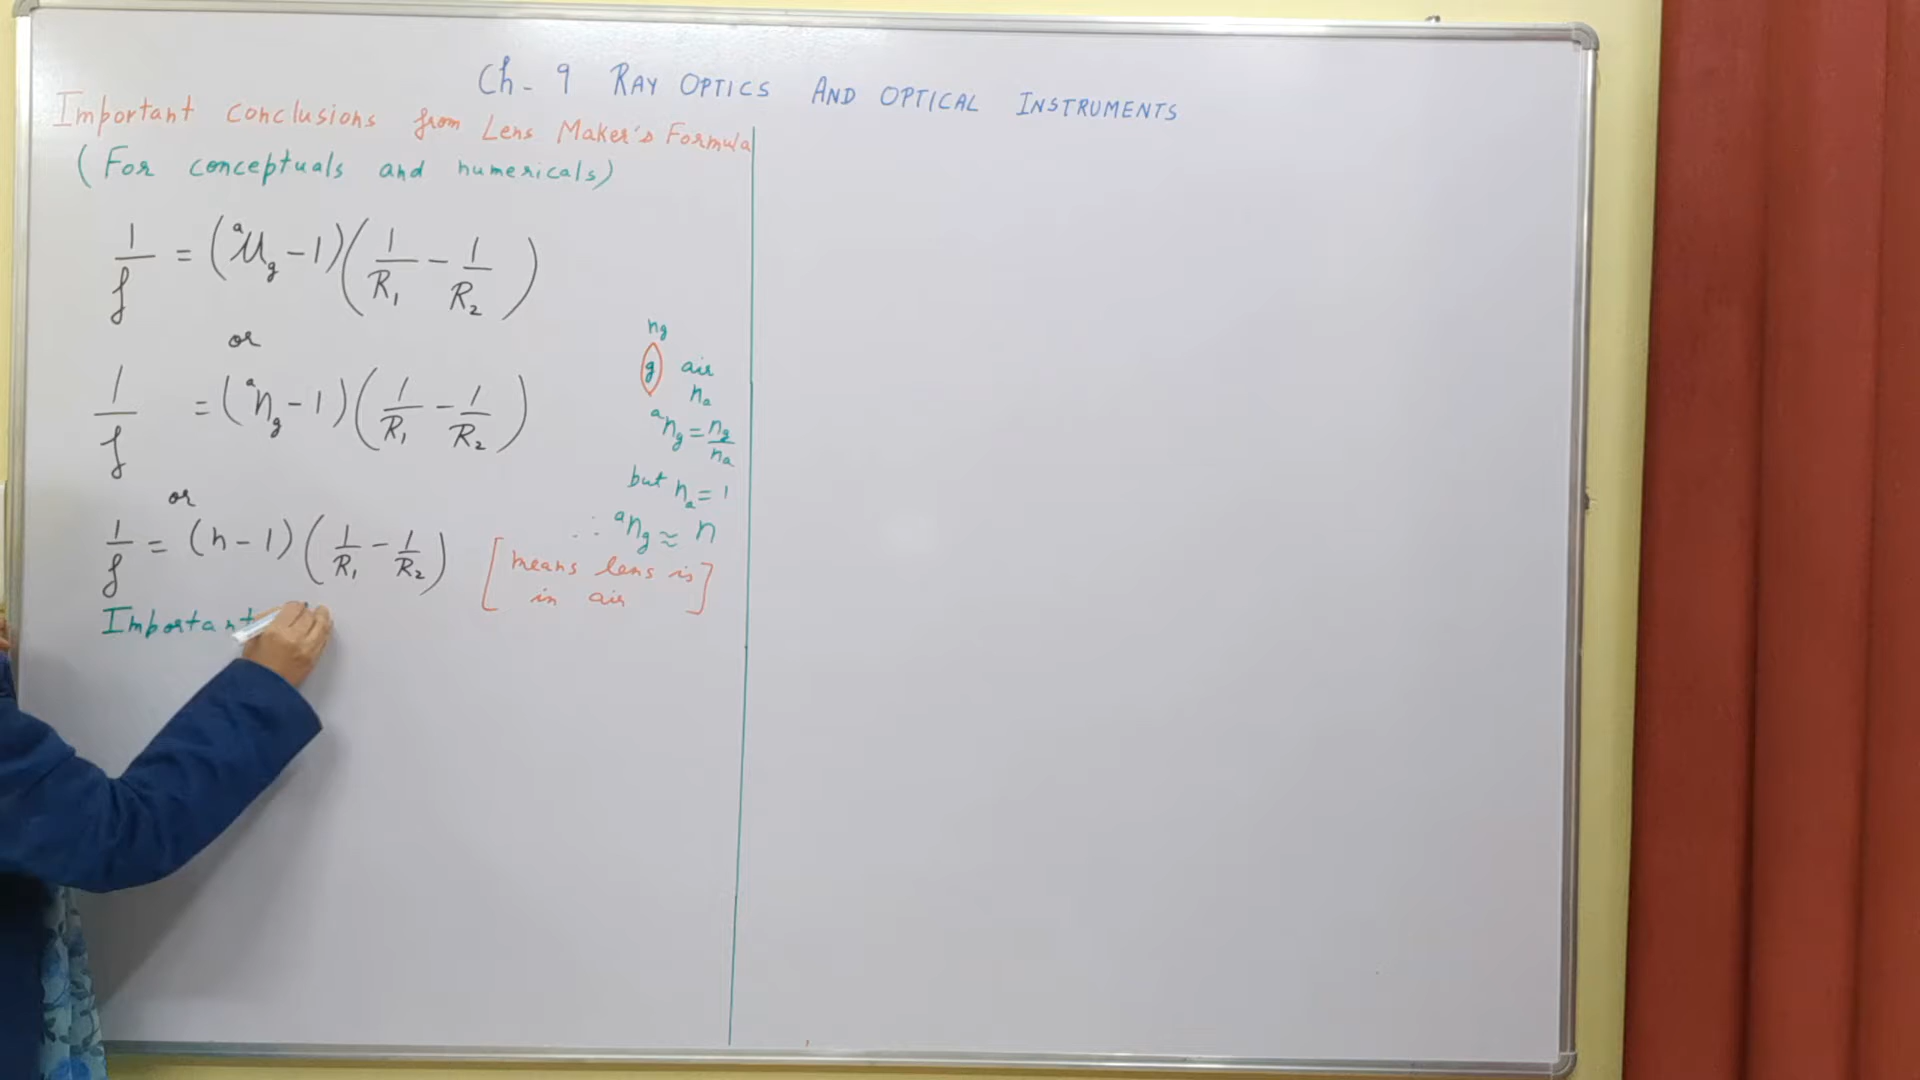 Ch- 9 RAY OPTICS AND OPTICAL INSTRUMENTS
Important conclusions from Lens Maker's Formula
(For conceptuals and numericals)
1/f = (ᵃμg - 1)(1/R₁ - 1/R₂)
or
1/f = (ᵃng - 1)(1/R₁ - 1/R₂)
or
1/f = (n - 1)(1/R₁ - 1/R₂) [means lens is
in air]
Important
ng
g air
na
ᵃng = ng/na
but na = 1
∴ ᵃng ≈ n